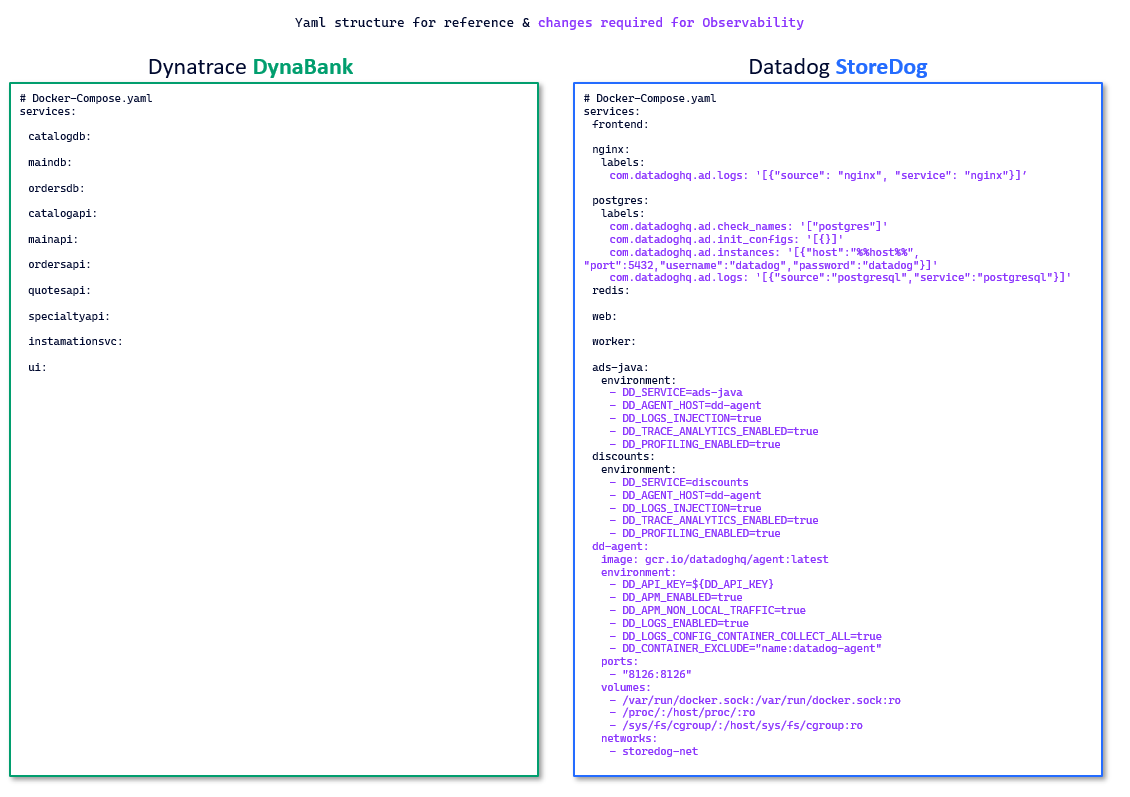 Yaml structure for reference & changes required for Observability
Dynatrace DynaBank
# Docker-Compose.yaml
services:
catalogdb:
maindb:
ordersdb:
catalogapi:
mainapi:
ordersapi:
quotesapi:
specialtyapi:
instamationsvc:
ui:
Datadog StoreDog
# Docker-Compose.yaml
services:
frontend:
nginx:
labels:
com.datadoghq.ad.logs: '[{"source": "nginx", "service": "nginx"}]’
postgres:
labels:
com.datadoghq.ad.check_names: '["postgres"]'
com.datadoghq.ad.init_configs: '[{}]'
com.datadoghq.ad.instances: '[{"host":"%%host%%",
"port":5432,"username":"datadog","password":"datadog"}]'
com.datadoghq.ad.logs: '[{"source":"postgresql","service":"postgresql"}]'
redis:
web:
worker:
ads-java:
environment:
- DD_SERVICE=ads-java
- DD_AGENT_HOST=dd-agent
- DD_LOGS_INJECTION=true
- DD_TRACE_ANALYTICS_ENABLED=true
- DD_PROFILING_ENABLED=true
discounts:
environment:
- DD_SERVICE=discounts
- DD_AGENT_HOST=dd-agent
- DD_LOGS_INJECTION=true
- DD_TRACE_ANALYTICS_ENABLED=true
- DD_PROFILING_ENABLED=true
dd-agent:
image: gcr.io/datadoghq/agent:latest
environment:
- DD_API_KEY=${DD_API_KEY}
- DD_APM_ENABLED=true
- DD_APM_NON_LOCAL_TRAFFIC=true
- DD_LOGS_ENABLED=true
- DD_LOGS_CONFIG_CONTAINER_COLLECT_ALL=true
- DD_CONTAINER_EXCLUDE="name:datadog-agent"
ports:
- "8126:8126"
volumes:
- /var/run/docker.sock:/var/run/docker.sock:ro
- /proc/:/host/proc/:ro
- /sys/fs/cgroup/:/host/sys/fs/cgroup:ro
networks:
- storedog-net